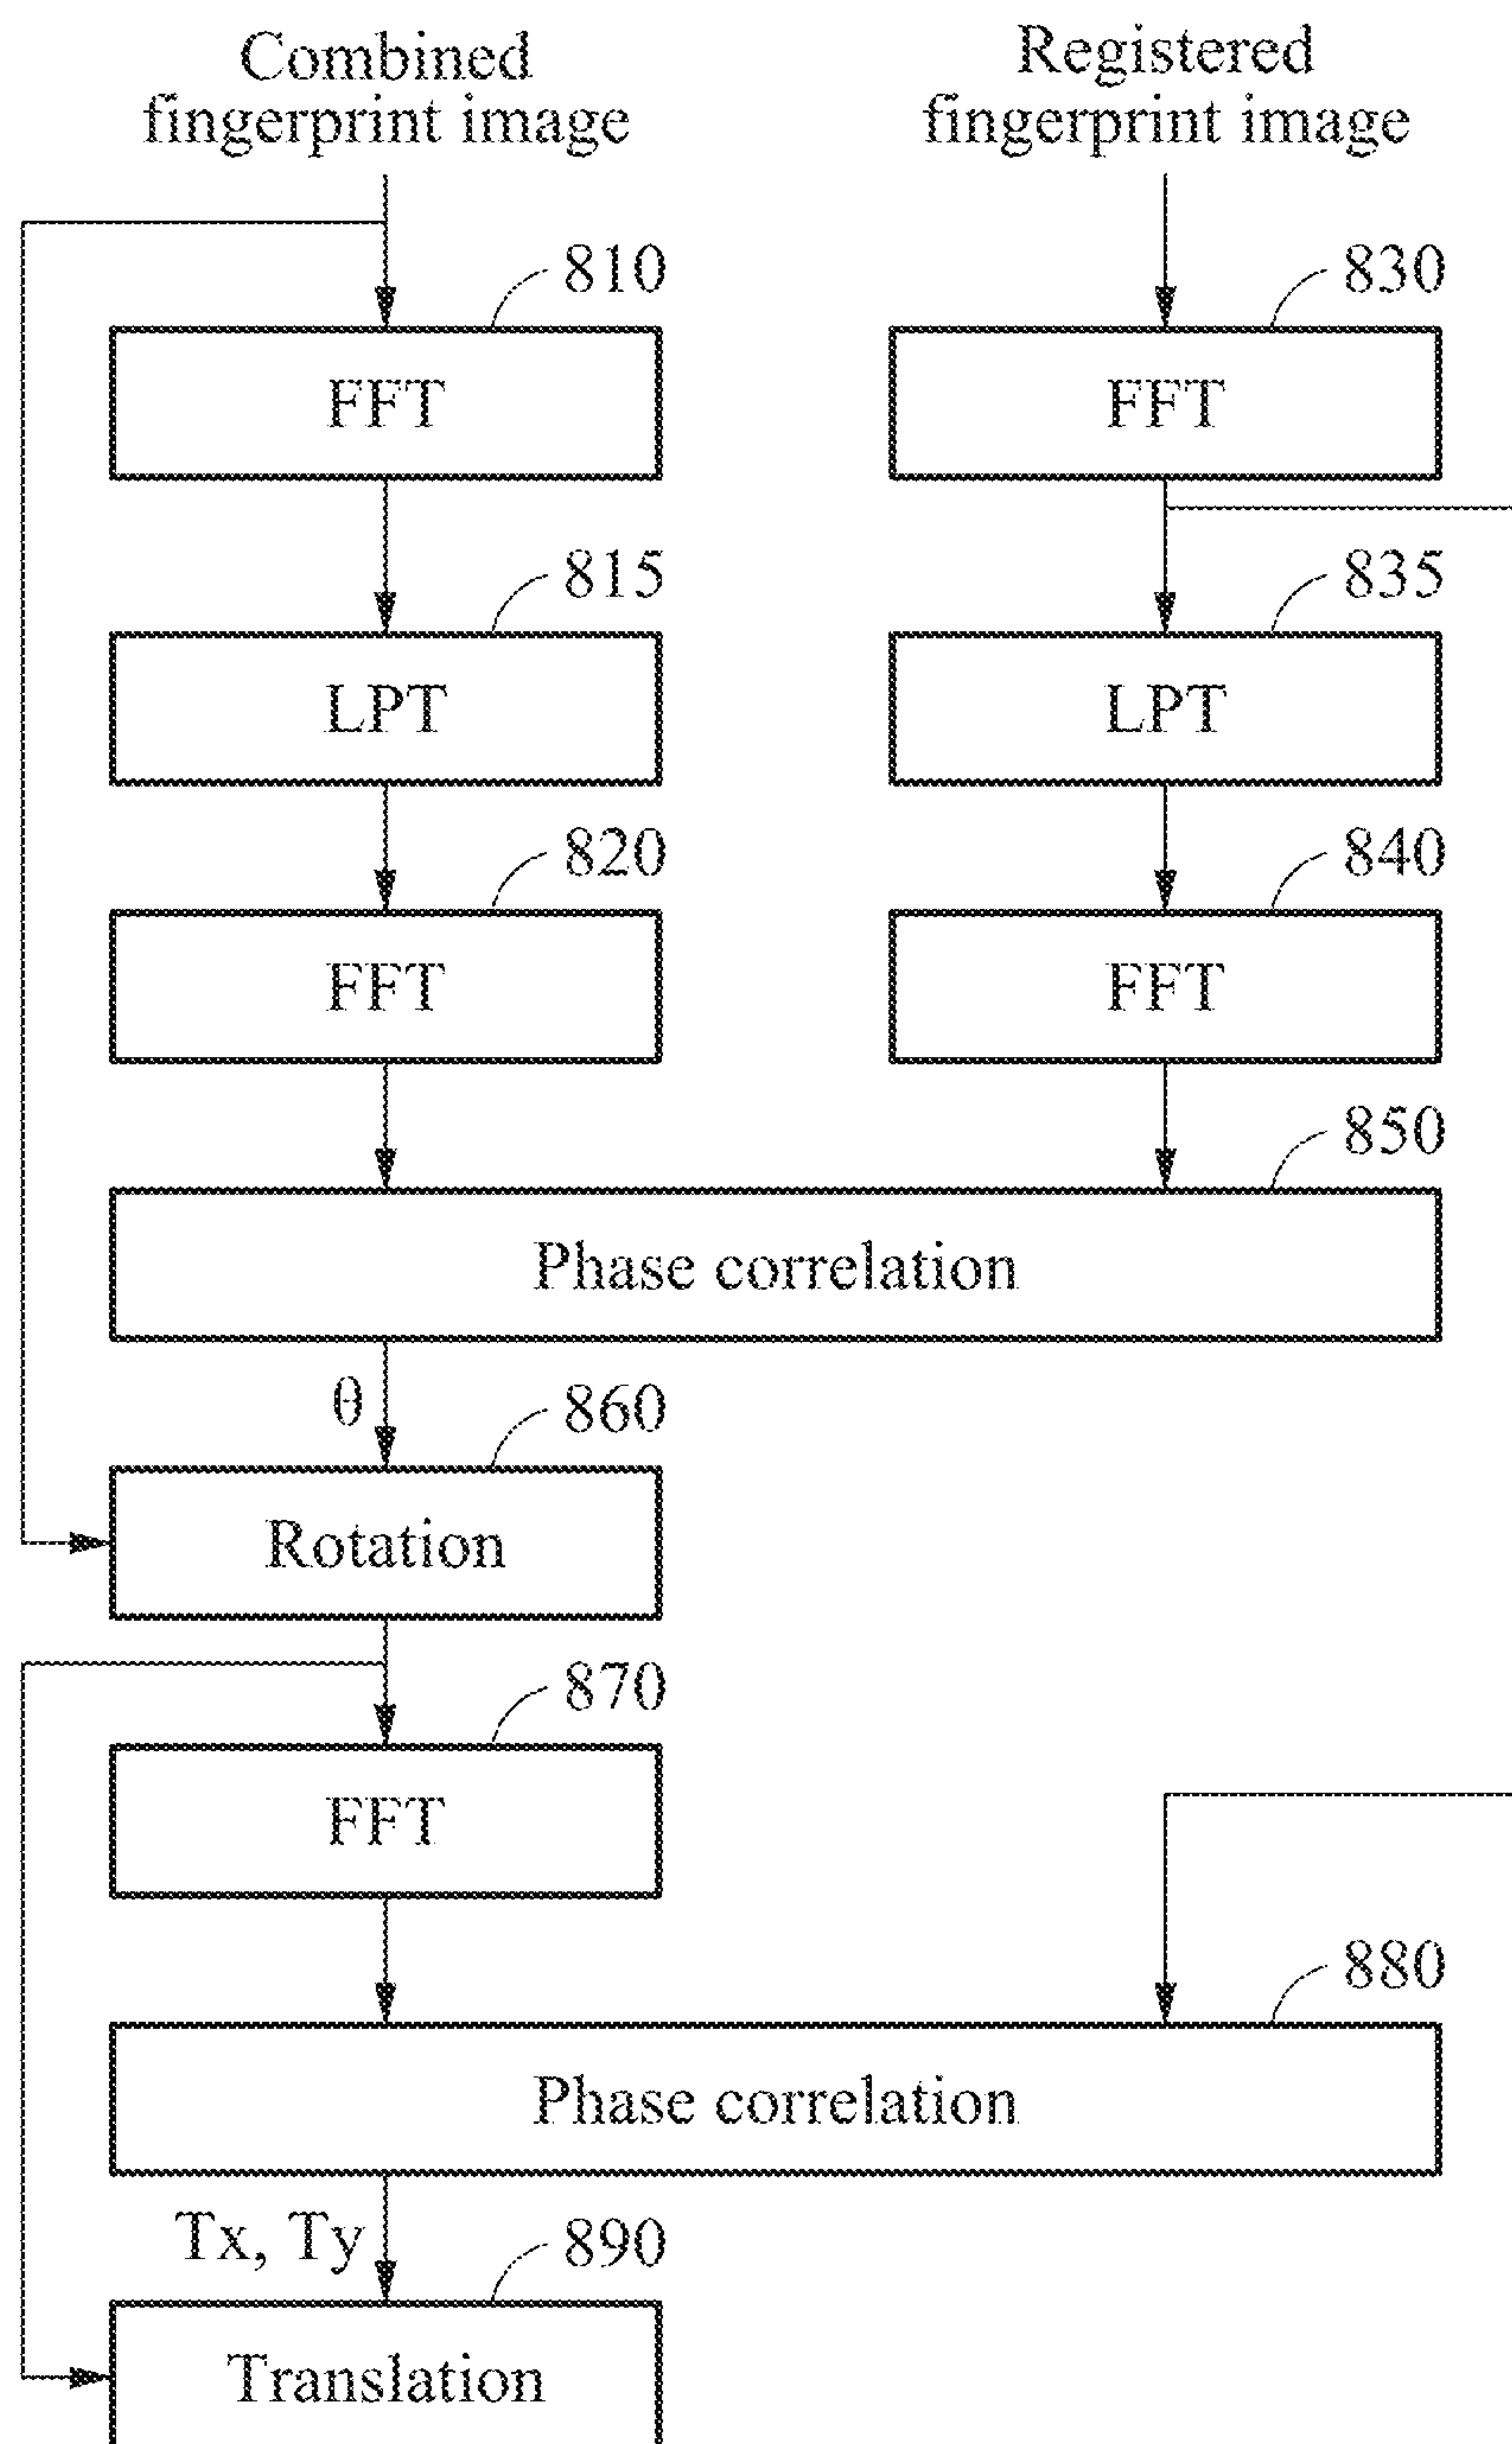 Combined
fingerprint image
Registered
fingerprint image
810
830
FFT
FFT
815
835
LPT
LPT
820
840
FFT
FFT
850
Phase correlation
θ
860
Rotation
870
FFT
880
Phase correlation
Tx, Ty
890
Translation